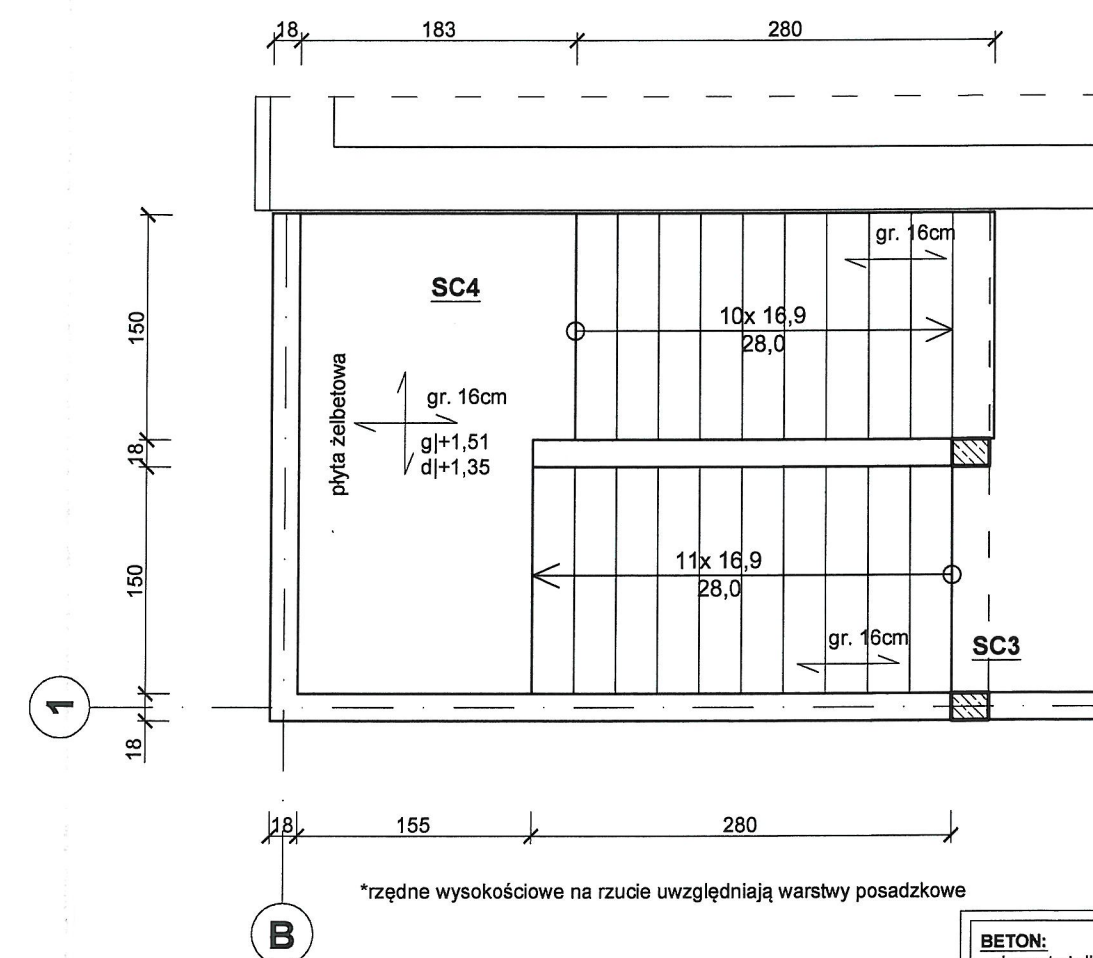 18 183 280
gr. 16cm
SC4
10x 16,9
28,0
150
płyta żelbetowa
gr. 16cm
g|+1,51
d|+1,35
18
11x 16,9
28,0
150
gr. 16cm
SC3
1
18
18 155 280
*rzędne wysokościowe na rzucie uwzględniają warstwy posadzkowe
B
BETON: